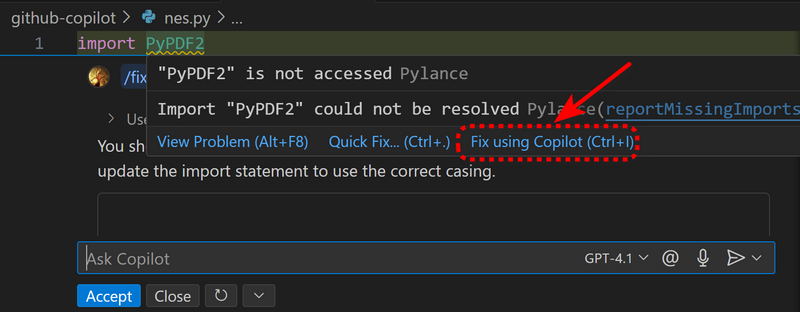 github-copilot > nes.py > ...
1 import PyPDF2
/fix
"PyPDF2" is not accessed Pylance
Import "PyPDF2" could not be resolved Pylance(reportMissingImports
> Use
View Problem (Alt+F8) Quick Fix... (Ctrl+.) Fix using Copilot (Ctrl+I)
You sh
update the import statement to use the correct casing.
Ask Copilot GPT-4.1 @
Accept Close